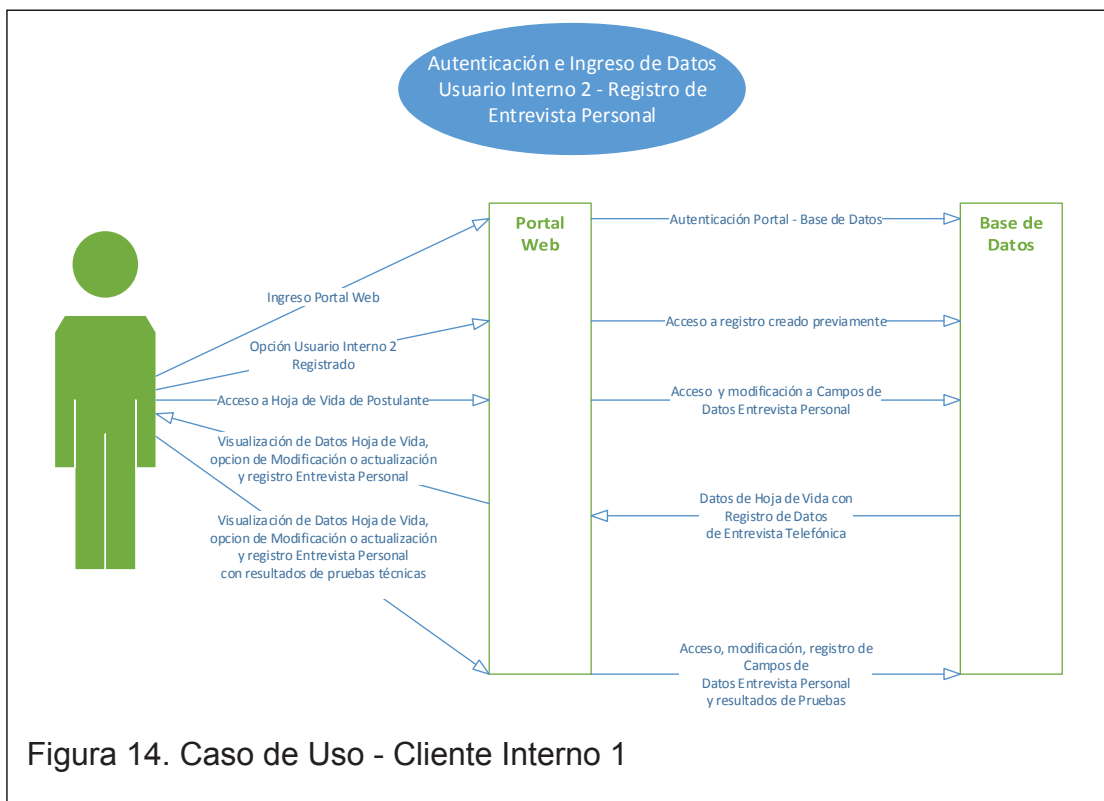 Autenticación e Ingreso de Datos
Usuario Interno 2 - Registro de
Entrevista Personal
Portal
Web
Base de
Datos
Autenticación Portal - Base de Datos
Ingreso Portal Web
Acceso a registro creado previamente
Opción Usuario Interno 2
Registrado
Acceso a Hoja de Vida de Postulante
Acceso y modificación a Campos de
Datos Entrevista Personal
Visualización de Datos Hoja de Vida,
opcion de Modificación o actualización
y registro Entrevista Personal
Datos de Hoja de Vida con
Registro de Datos
de Entrevista Telefónica
Visualización de Datos Hoja de Vida,
opcion de Modificación o actualización
y registro Entrevista Personal
con resultados de pruebas técnicas
Acceso, modificación, registro de
Campos de
Datos Entrevista Personal
y resultados de Pruebas
Figura 14. Caso de Uso - Cliente Interno 1